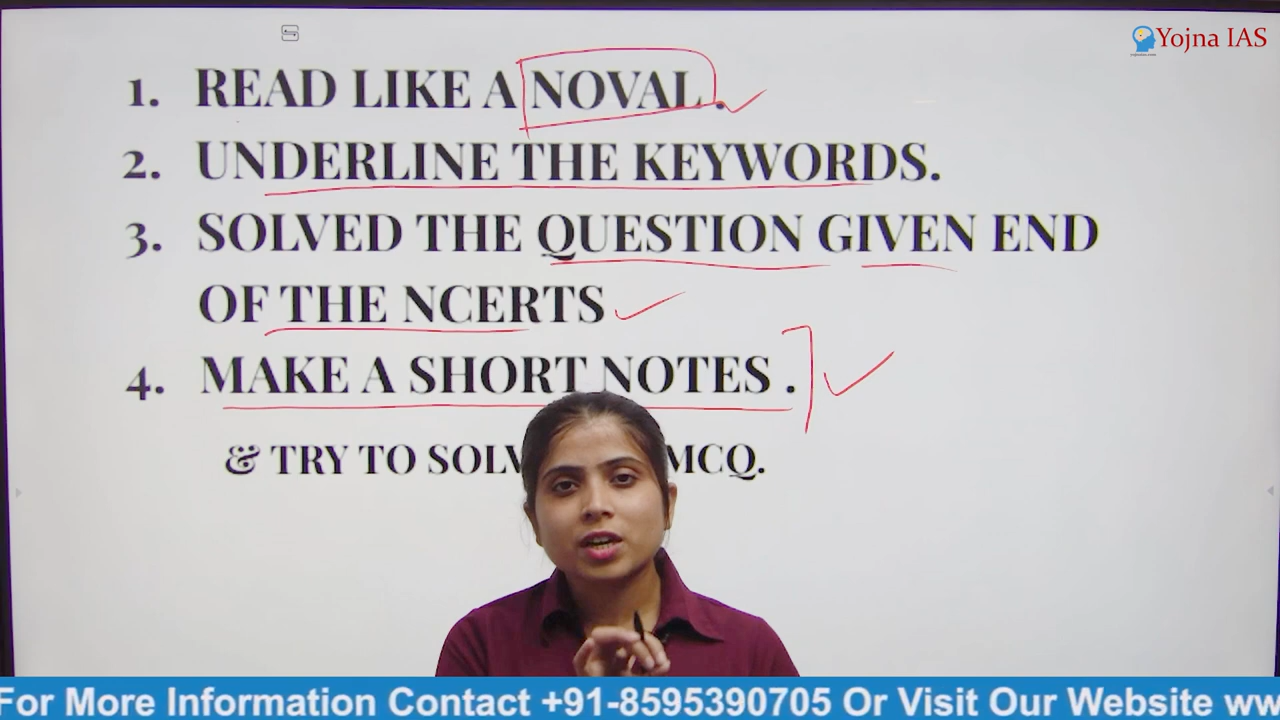 Yojna IAS
1. READ LIKE A NOVAL .
2. UNDERLINE THE KEYWORDS.
3. SOLVED THE QUESTION GIVEN END
OF THE NCERTS
4. MAKE A SHORT NOTES .
& TRY TO SOLV MCQ.
For More Information Contact +91-8595390705 Or Visit Our Website ww